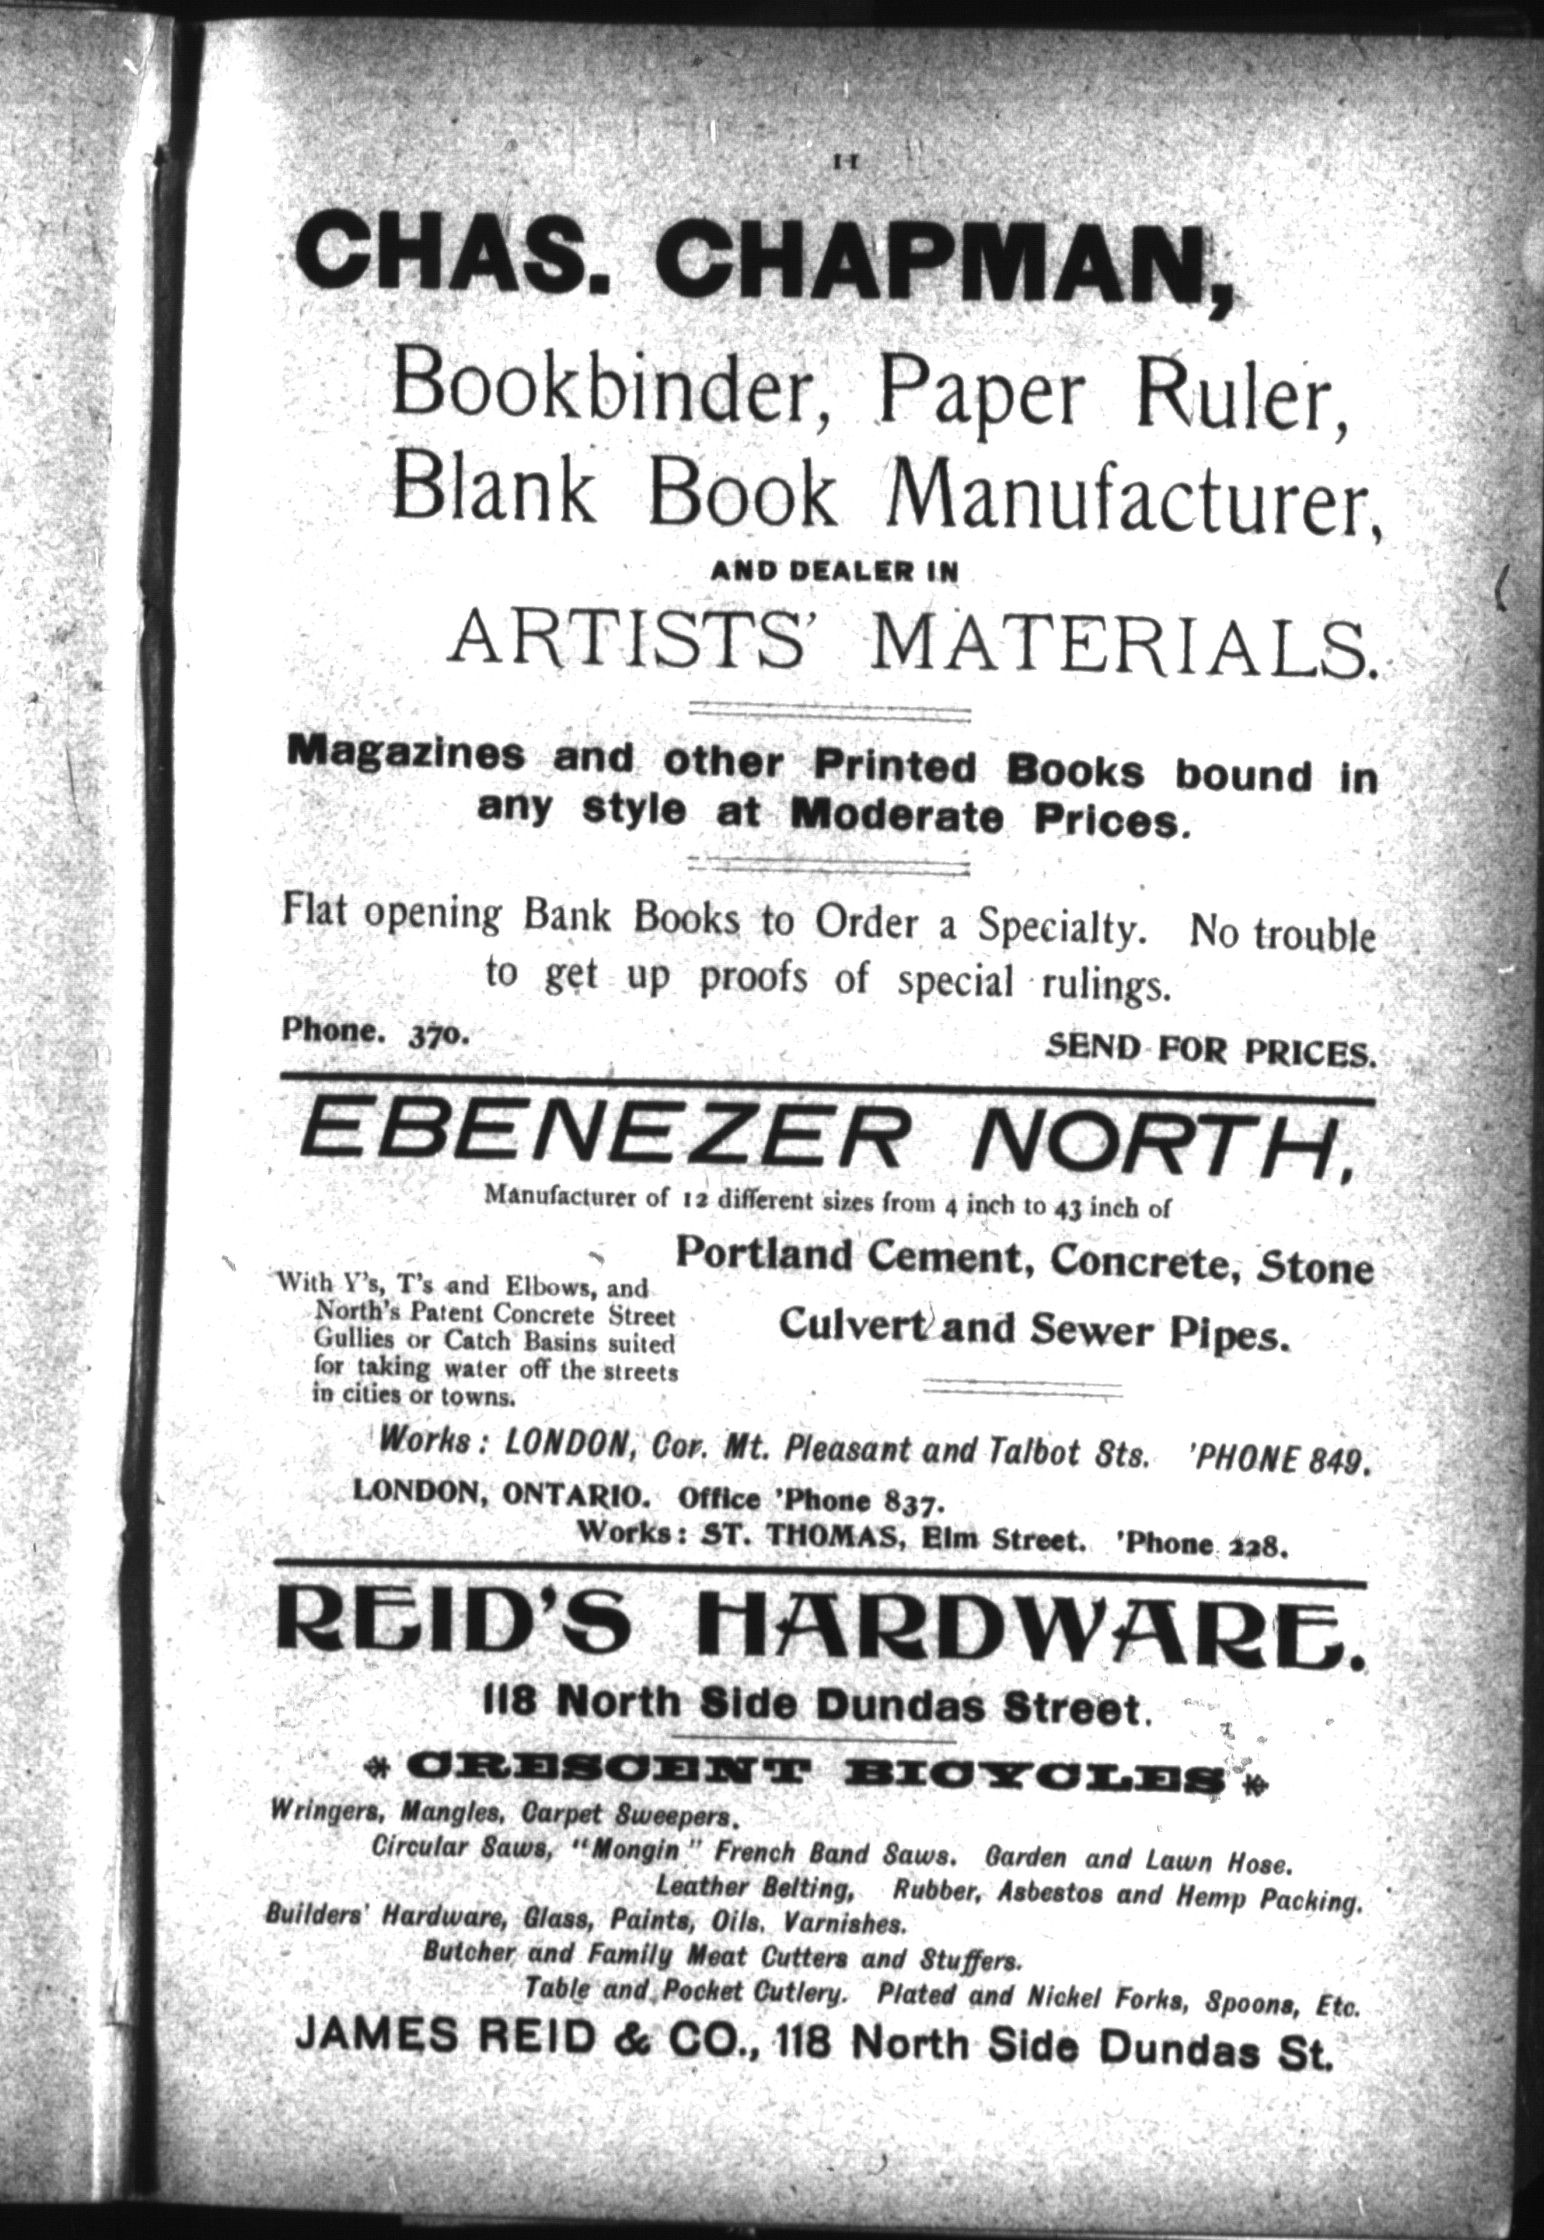 11
CHAS. CHAPMAN,
Bookbinder, Paper Ruler,
Blank Book Manufacturer,
AND DEALER IN
ARTISTS' MATERIALS.
Magazines and other Printed Books bound in
any style at Moderate Prices.
Flat opening Bank Books to Order a Specialty. No trouble
to get up proofs of special rulings.
Phone. 370. SEND FOR PRICES.
EBENEZER NORTH,
Manufacturer of 12 different sizes from 4 inch to 43 inch of
Portland Cement, Concrete, Stone
Culvert and Sewer Pipes.
With Y's, T's and Elbows, and
North's Patent Concrete Street
Gullies or Catch Basins suited
for taking water off the streets
in cities or towns.
Works: LONDON, Cor. Mt. Pleasant and Talbot Sts. 'PHONE 849.
LONDON, ONTARIO. Office 'Phone 837.
Works: ST. THOMAS, Elm Street. 'Phone 228.
REID'S HARDWARE.
118 North Side Dundas Street.
CRESCENT BICYCLES
Wringers, Mangles, Carpet Sweepers.
Circular Saws, "Mongin" French Band Saws. Garden and Lawn Hose.
Leather Belting, Rubber, Asbestos and Hemp Packing.
Builders' Hardware, Glass, Paints, Oils, Varnishes.
Butcher and Family Meat Cutters and Stuffers.
Table and Pocket Cutlery. Plated and Nickel Forks, Spoons, Etc.
JAMES REID & CO., 118 North Side Dundas St.